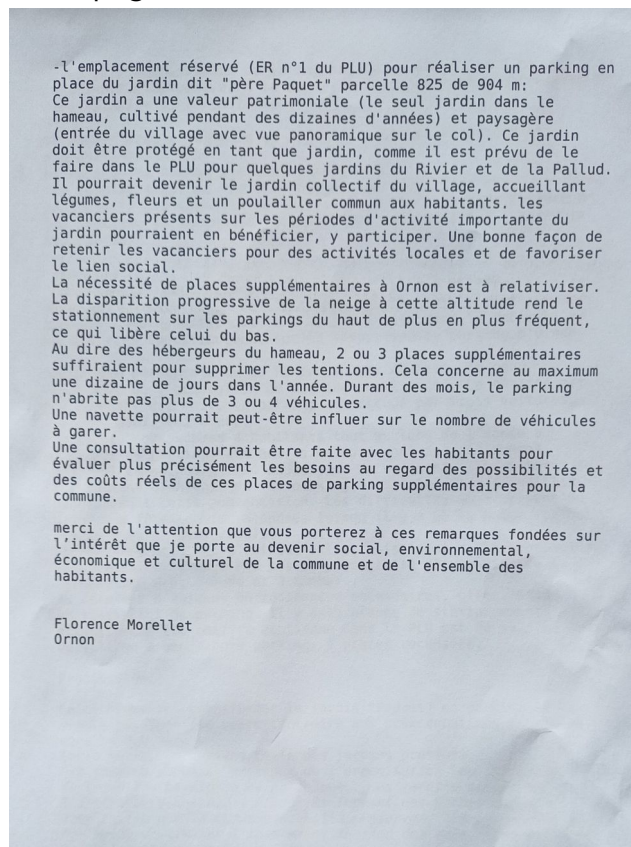 -l'emplacement réservé (ER n°1 du PLU) pour réaliser un parking en
place du jardin dit "père Paquet" parcelle 825 de 904 m:
Ce jardin a une valeur patrimoniale (le seul jardin dans le
hameau, cultivé pendant des dizaines d'années) et paysagère
(entrée du village avec vue panoramique sur le col). Ce jardin
doit être protégé en tant que jardin, comme il est prévu de le
faire dans le PLU pour quelques jardins du Rivier et de la Pallud.
Il pourrait devenir le jardin collectif du village, accueillant
légumes, fleurs et un poulailler commun aux habitants. les
vacanciers présents sur les périodes d'activité importante du
jardin pourraient en bénéficier, y participer. Une bonne façon de
retenir les vacanciers pour des activités locales et de favoriser
le lien social.
La nécessité de places supplémentaires à Ornon est à relativiser.
La disparition progressive de la neige à cette altitude rend le
stationnement sur les parkings du haut de plus en plus fréquent,
ce qui libère celui du bas.
Au dire des hébergeurs du hameau, 2 ou 3 places supplémentaires
suffiraient pour supprimer les tentions. Cela concerne au maximum
une dizaine de jours dans l'année. Durant des mois, le parking
n'abrite pas plus de 3 ou 4 véhicules.
Une navette pourrait peut-être influer sur le nombre de véhicules
à garer.
Une consultation pourrait être faite avec les habitants pour
évaluer plus précisément les besoins au regard des possibilités et
des coûts réels de ces places de parking supplémentaires pour la
commune.
merci de l'attention que vous porterez à ces remarques fondées sur
l’intérêt que je porte au devenir social, environnemental,
économique et culturel de la commune et de l'ensemble des
habitants.
Florence Morellet
Ornon